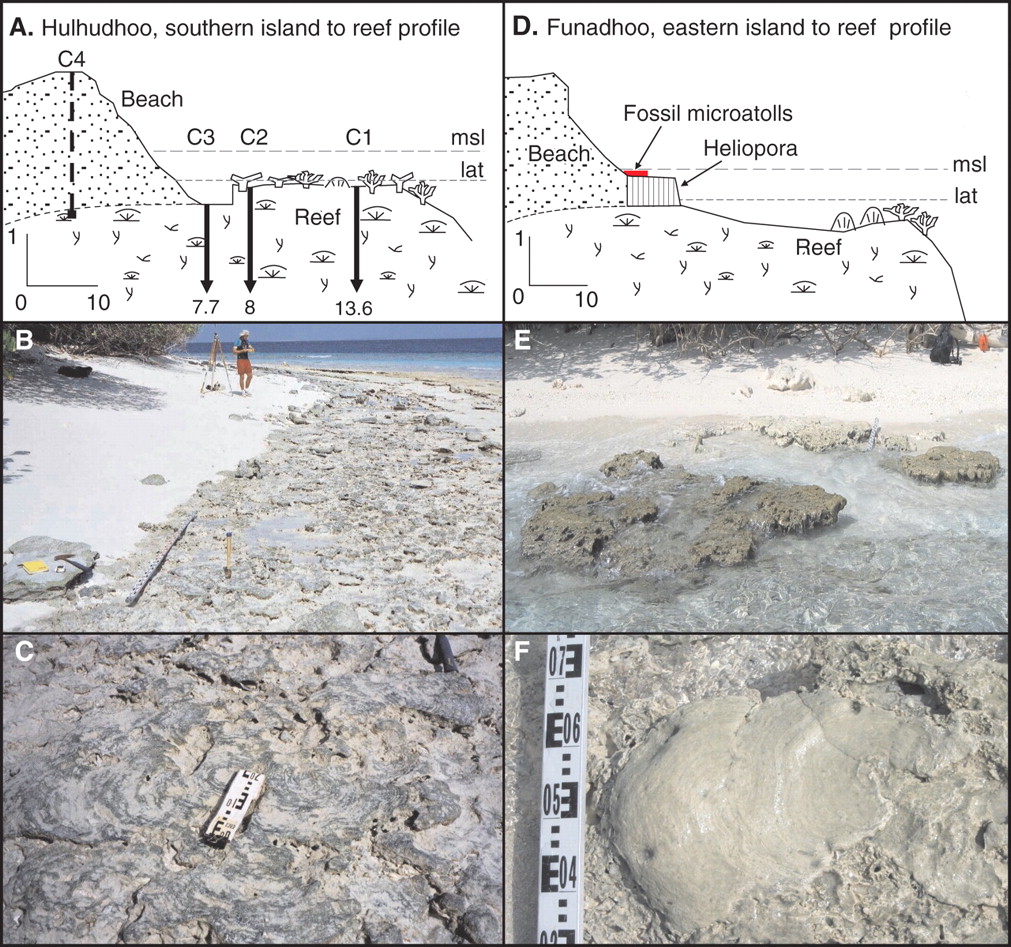 A. Hulhudhoo, southern island to reef profile
C4
Beach
C3 C2 C1
msl
lat
Reef
1
0 10
7.7 8 13.6
D. Funadhoo, eastern island to reef profile
Fossil microatolls
Heliopora
Beach
msl
lat
Reef
1
0 10
B
E
C
F
07
06
05
04